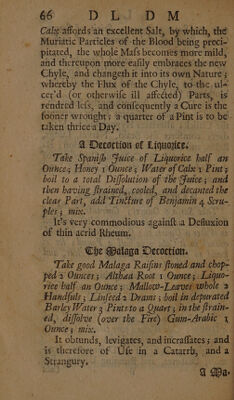 66 D L D M
Calx affords an excellent Salt, by which, the
Muriatic Particles of the Blood being preci-
pitated, the whole Mass becomes more mild,
and thereupon more easily embraces the new
Chyle, and changeth it into its own Nature;
whereby the Flux of the Chyle, to the ul-
cer'd (or otherwise ill affected) Parts, is
rendred less, and consequently a Cure is the
sooner wrought: a quarter of a Pint is to be
taken thrice a Day.
A Decoction of Liquorice.
Take Spanish Juice of Liquorice half an
Ounce; Honey 1 Ounce; Water of Calx 1 Pint;
boil to a total Dissolution of the Juice; and
then having strained, cooled, and decanted the
clear Part, add Tincture of Benjamin 4 Scru-
ples; mix.
It's very commodious against a Defluxion
of thin acrid Rheum.
The Malaga Decoction.
Take good Malaga Raisins stoned and chop-
ped 2 Ounces; Althæa Root 1 Ounce; Liquo-
rice half an Ounce; Mallow-Leaves whole 2
Handfuls; Linseed 2 Drams; boil in depurated
Barley Water 3 Pints to a Quart; in the strain-
ed, dissolve (over the Fire) Gum-Arabic 1
Ounce; mix.
It obtunds, levigates, and incrassates; and
is therefore of Use in a Catarrh, and a
Strangury.
A Ma-